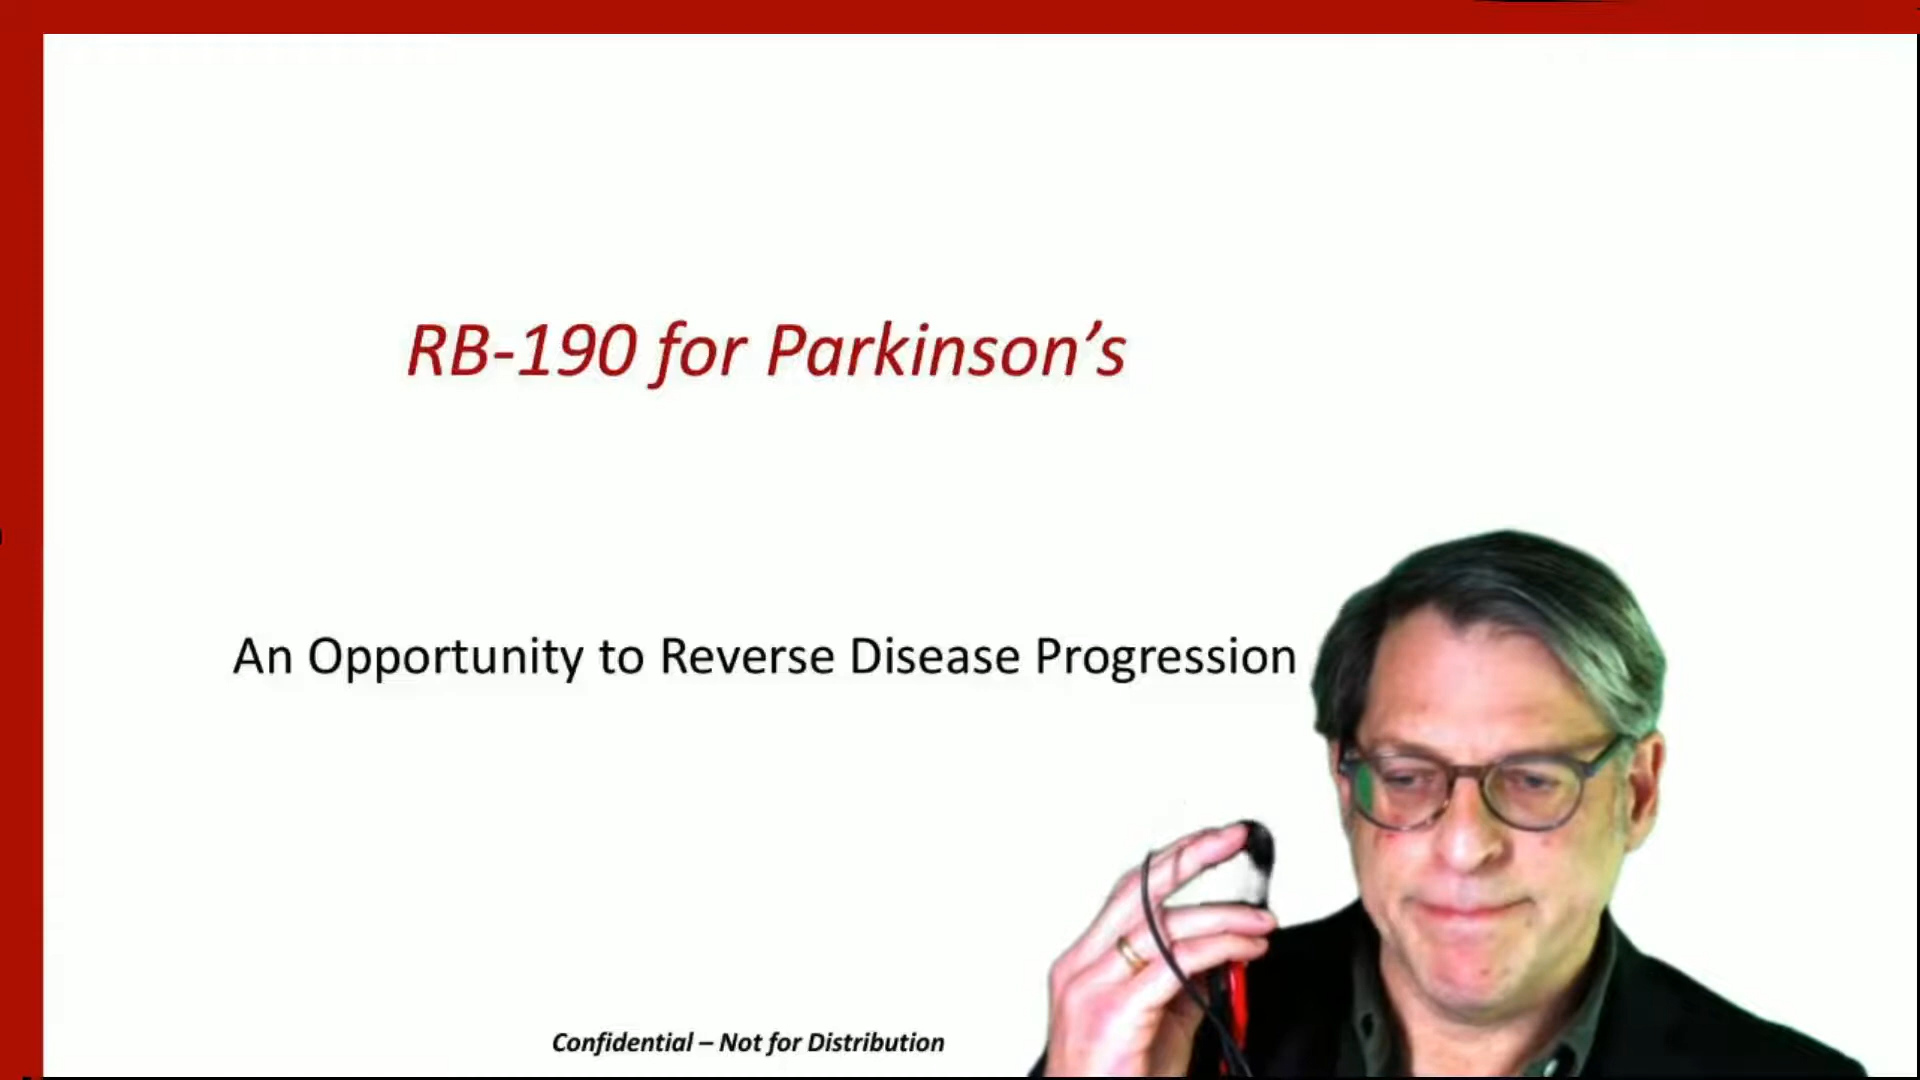 RB-190 for Parkinson’s
An Opportunity to Reverse Disease Progression
Confidential – Not for Distribution